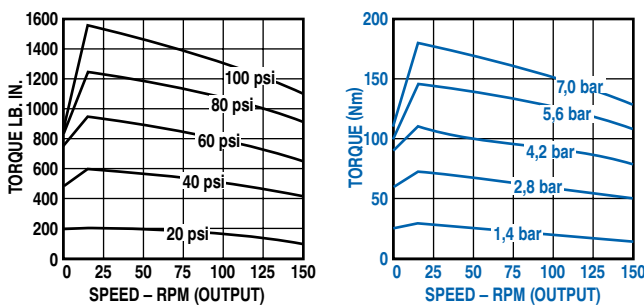 TORQUE LB. IN.
1600
1400
1200
1000
800
600
400
200
0
0 25 50 75 100 125 150
SPEED – RPM (OUTPUT)
100 psi
80 psi
60 psi
40 psi
20 psi
TORQUE (Nm)
200
150
100
50
0
0 25 50 75 100 125 150
SPEED – RPM (OUTPUT)
7,0 bar
5,6 bar
4,2 bar
2,8 bar
1,4 bar